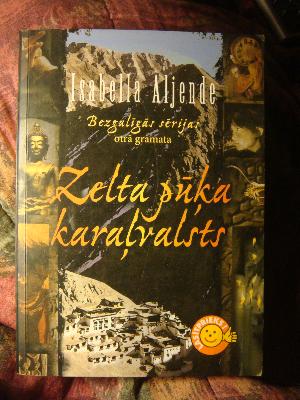 Isabella Aljende
Bezgalīgās sērijas
otrā grāmata
Zelta pūķa
karaļvalsts